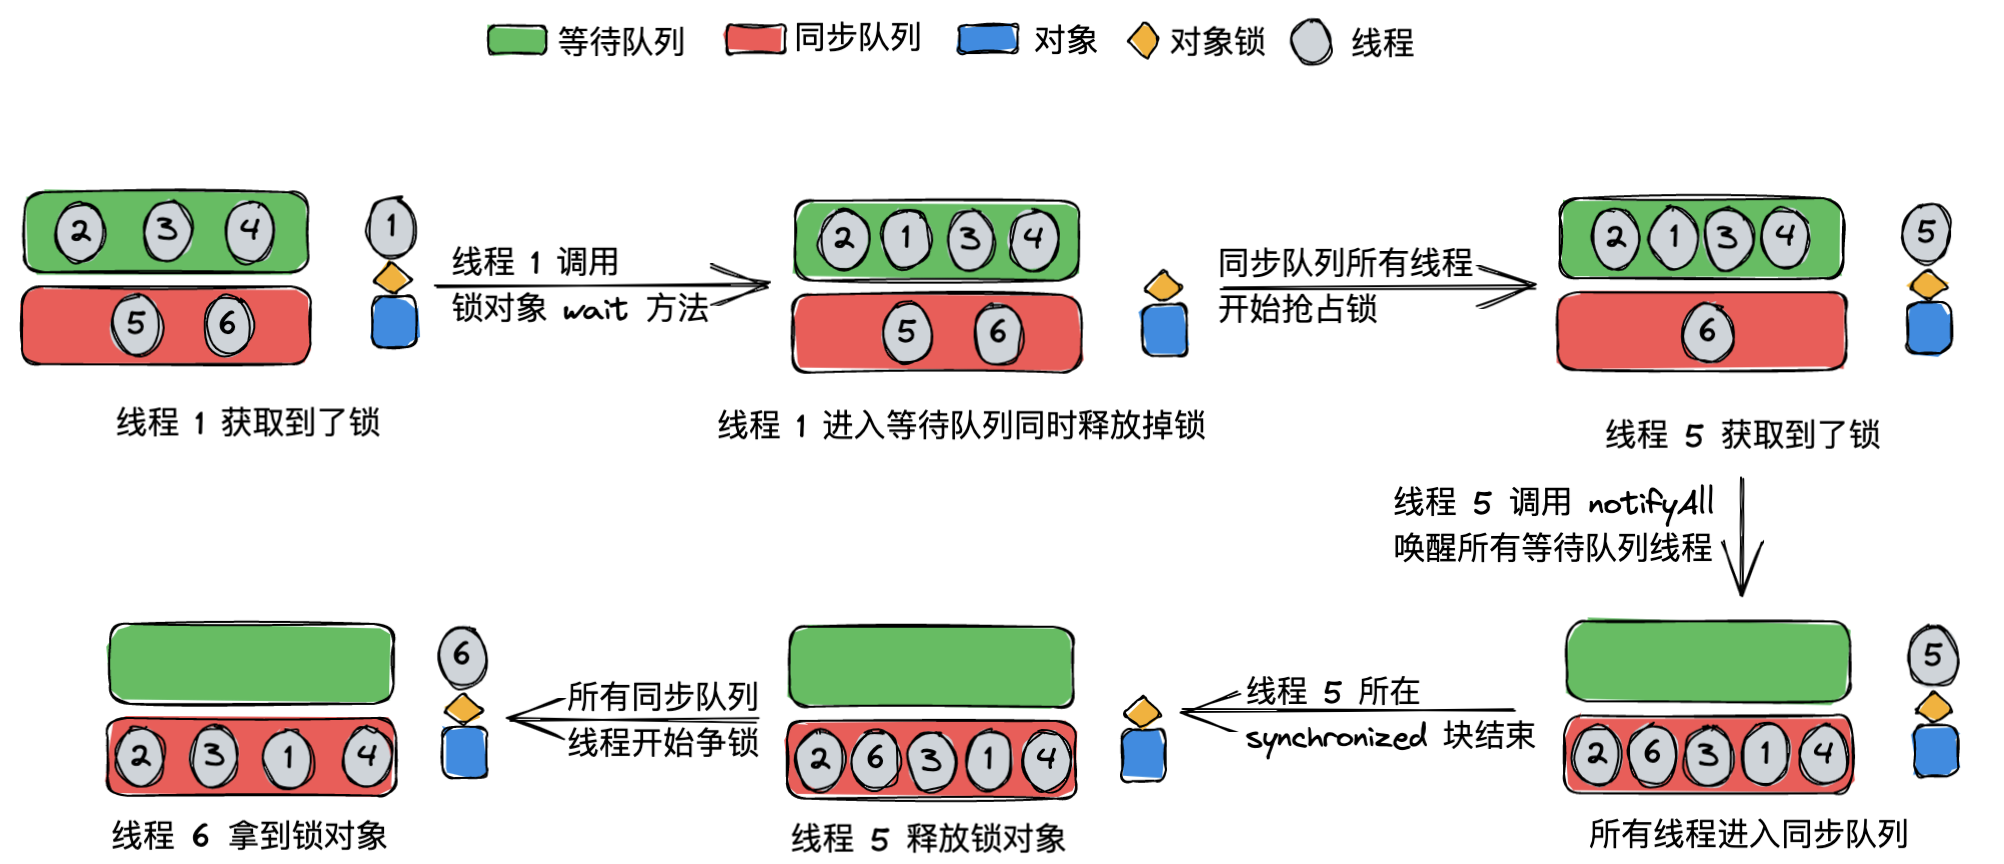 等待队列 同步队列 对象 对象锁 线程
2 3 4
5 6
1
线程 1 获取到了锁
线程 1 调用
锁对象 wait 方法
2 1 3 4
5 6
线程 1 进入等待队列同时释放掉锁
同步队列所有线程
开始抢占锁
2 1 3 4
6
5
线程 5 获取到了锁
线程 5 调用 notifyAll
唤醒所有等待队列线程
5
2 6 3 1 4
所有线程进入同步队列
线程 5 所在
synchronized 块结束
2 6 3 1 4
线程 5 释放锁对象
所有同步队列
线程开始争锁
6
2 3 1 4
线程 6 拿到锁对象